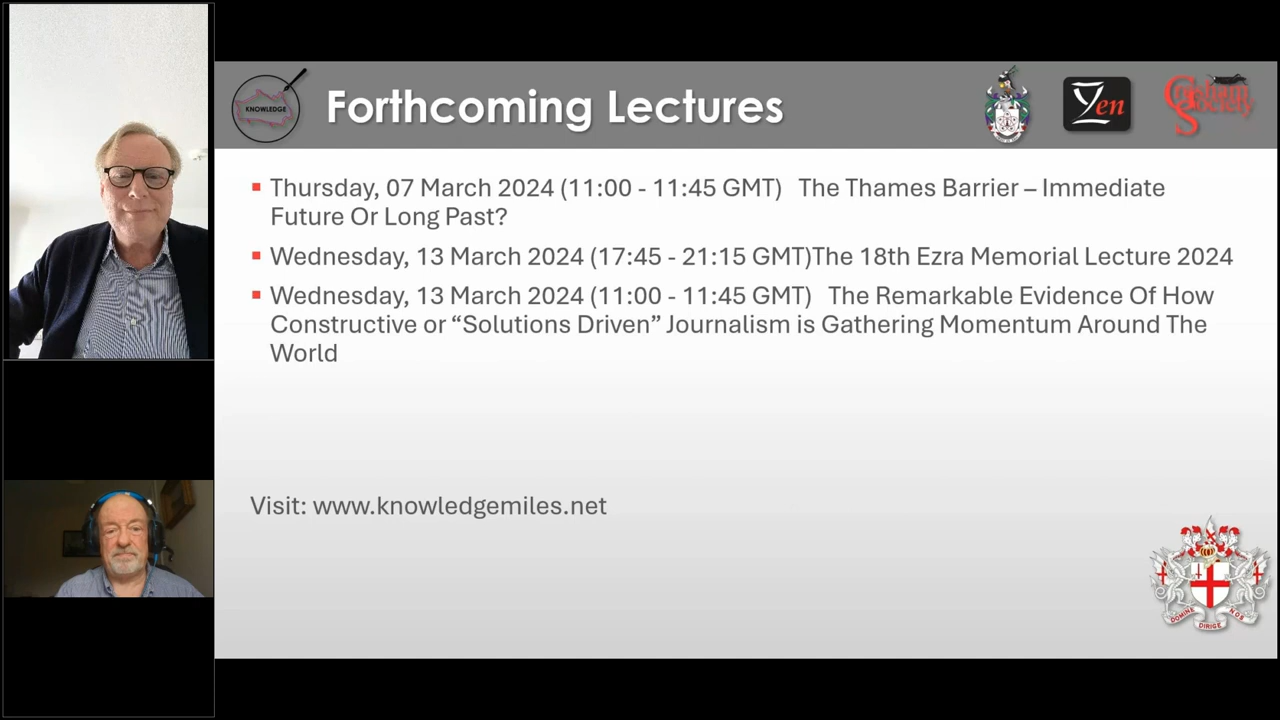 KNOWLEDGE
Forthcoming Lectures
Zen
Gresham
Society
Thursday, 07 March 2024 (11:00 - 11:45 GMT) The Thames Barrier – Immediate
Future Or Long Past?
Wednesday, 13 March 2024 (17:45 - 21:15 GMT)The 18th Ezra Memorial Lecture 2024
Wednesday, 13 March 2024 (11:00 - 11:45 GMT) The Remarkable Evidence Of How
Constructive or “Solutions Driven” Journalism is Gathering Momentum Around The
World
Visit: www.knowledgemiles.net
DOMINE DIRIGE NOS